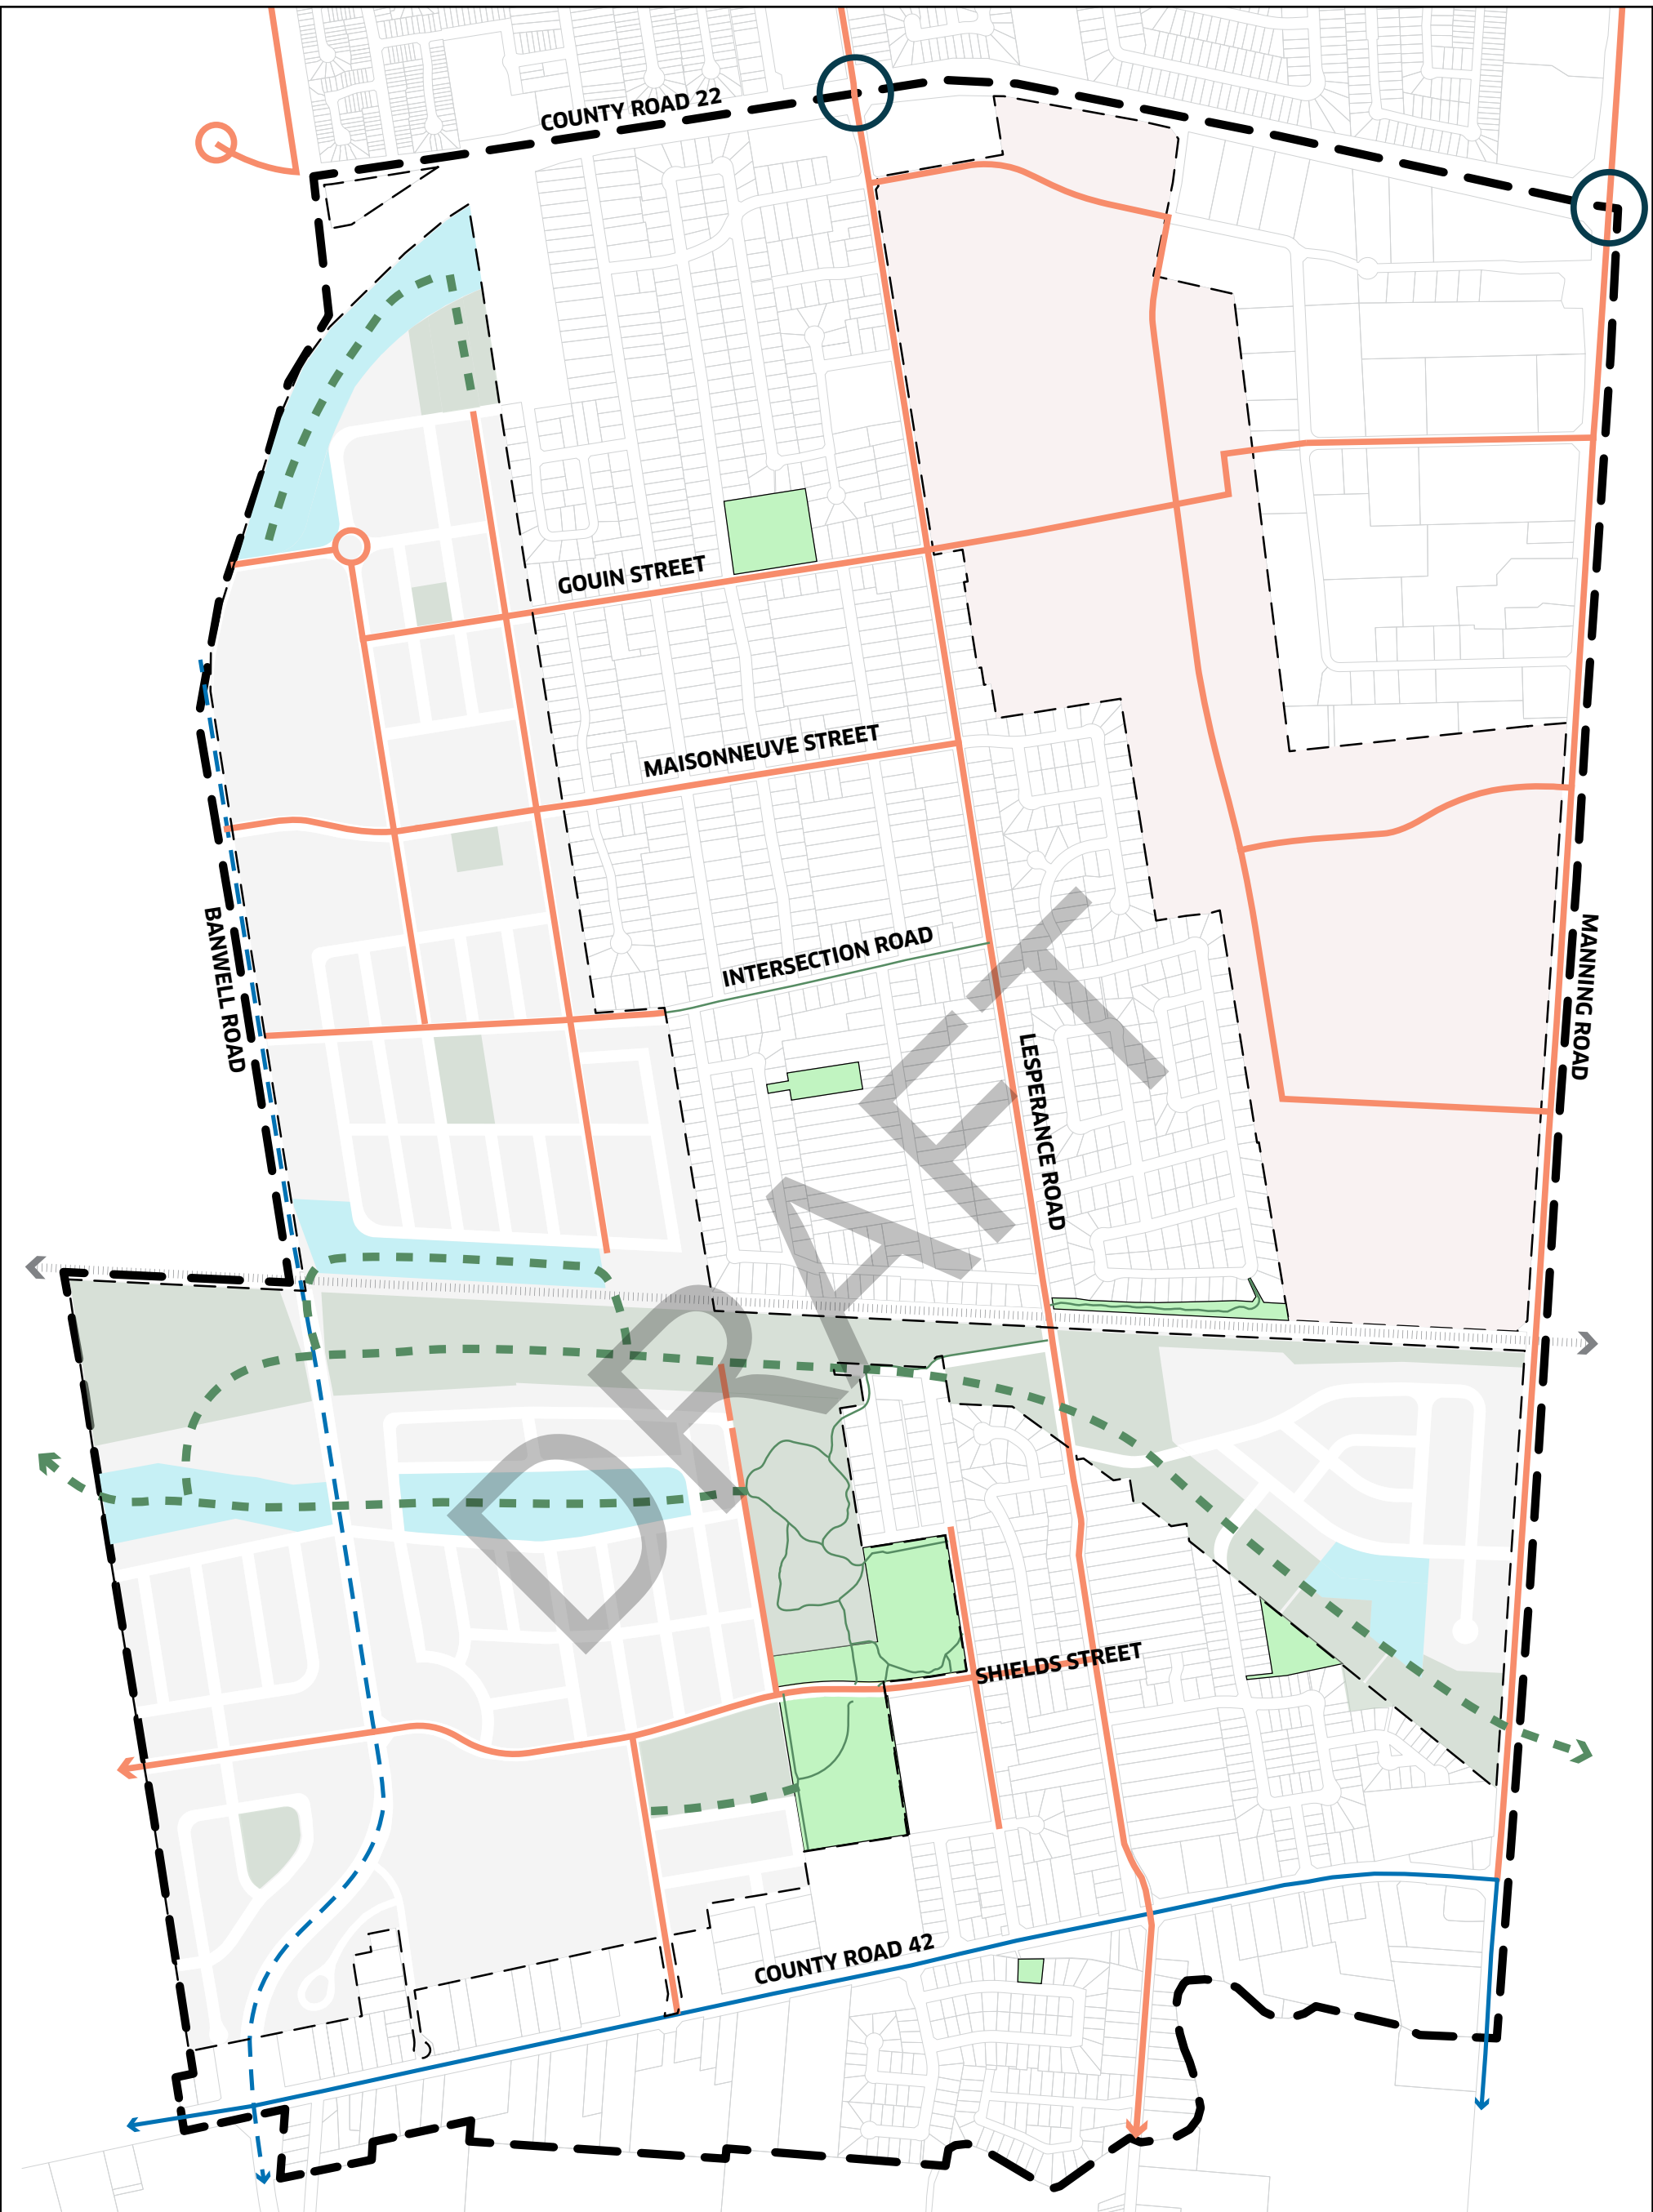 COUNTY ROAD 22
GOUIN STREET
MAISONNEUVE STREET
INTERSECTION ROAD
BANWELL ROAD
MANNING ROAD
LESPERANCE ROAD
DRAFT
SHIELDS STREET
COUNTY ROAD 42